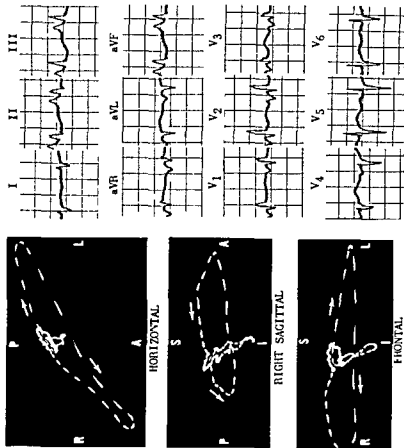 I II III
P
R L
A
HORIZONTAL
aVR aVL aVF
S
P A
I
RIGHT SAGITTAL
V1 V2 V3
S
R L
I
FRONTAL
V4 V5 V6